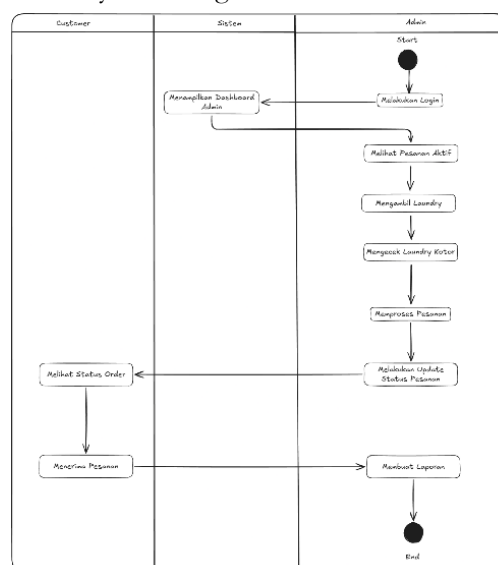 Customer
Sistem
Admin
Start
Melakukan Login
Menampilkan Dashboard
Admin
Melihat Pesanan Aktif
Mengambil Laundry
Mengecek Laundry Kotor
Memproses Pesanan
Melakukan Update
Status Pesanan
Melihat Status Order
Menerima Pesanan
Membuat Laporan
End